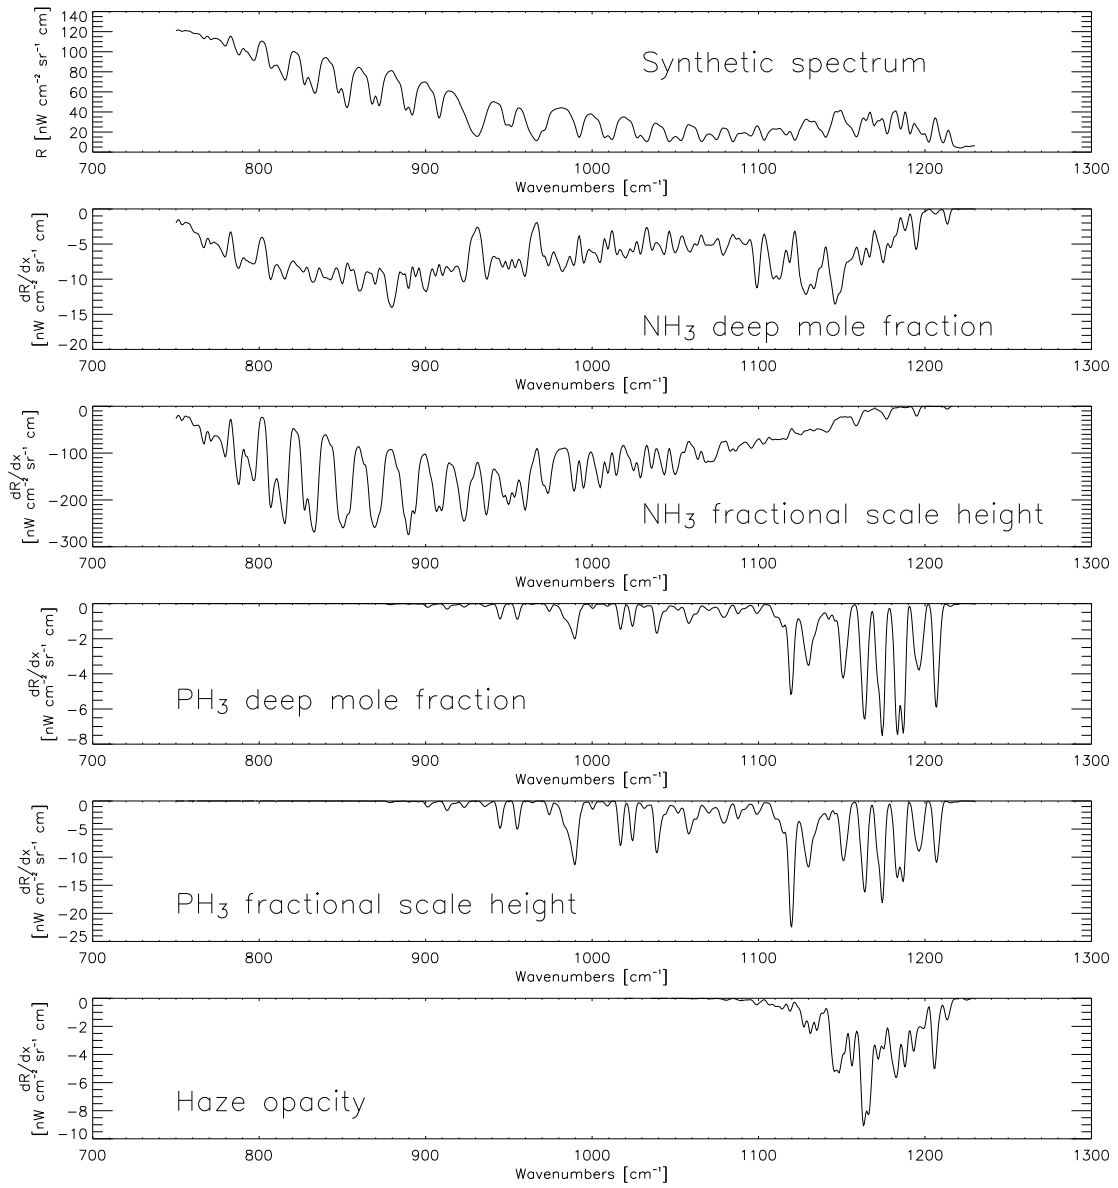 140
120
100
80
60
40
20
0
R [nW cm⁻² sr⁻¹ cm]
Synthetic spectrum
700 800 900 1000 1100 1200 1300
Wavenumbers [cm⁻¹]
0
-5
-10
-15
-20
dR/dx
[nW cm⁻² sr⁻¹ cm]
NH₃ deep mole fraction
700 800 900 1000 1100 1200 1300
Wavenumbers [cm⁻¹]
0
-100
-200
-300
dR/dx
[nW cm⁻² sr⁻¹ cm]
NH₃ fractional scale height
700 800 900 1000 1100 1200 1300
Wavenumbers [cm⁻¹]
0
-2
-4
-6
-8
dR/dx
[nW cm⁻² sr⁻¹ cm]
PH₃ deep mole fraction
700 800 900 1000 1100 1200 1300
Wavenumbers [cm⁻¹]
0
-5
-10
-15
-20
-25
dR/dx
[nW cm⁻² sr⁻¹ cm]
PH₃ fractional scale height
700 800 900 1000 1100 1200 1300
Wavenumbers [cm⁻¹]
0
-2
-4
-6
-8
-10
dR/dx
[nW cm⁻² sr⁻¹ cm]
Haze opacity
700 800 900 1000 1100 1200 1300
Wavenumbers [cm⁻¹]